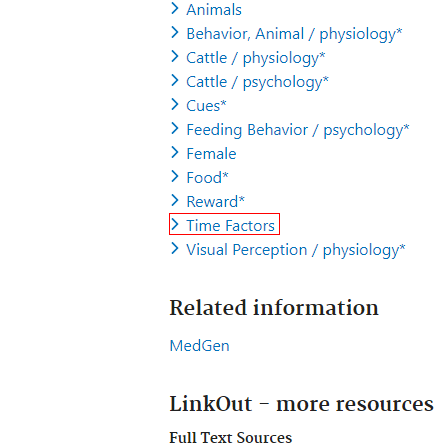 Animals
Behavior, Animal / physiology*
Cattle / physiology*
Cattle / psychology*
Cues*
Feeding Behavior / psychology*
Female
Food*
Reward*
Time Factors
Visual Perception / physiology*
Related information
MedGen
LinkOut - more resources
Full Text Sources